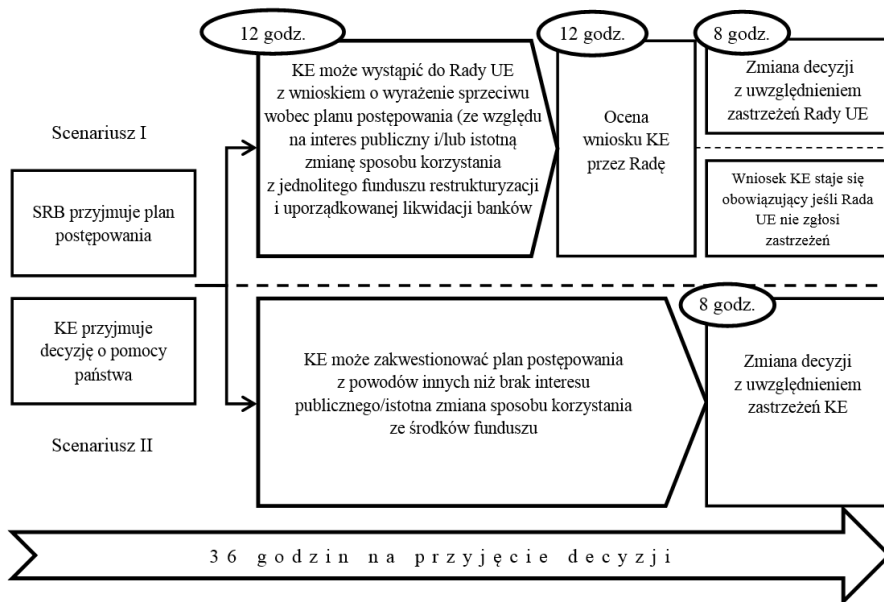 12 godz.
KE może wystąpić do Rady UE
z wnioskiem o wyrażenie sprzeciwu
wobec planu postępowania (ze względu
na interes publiczny i/lub istotną
zmianę sposobu korzystania
z jednolitego funduszu restrukturyzacji
i uporządkowanej likwidacji banków
12 godz.
Ocena
wniosku KE
przez Radę
8 godz.
Zmiana decyzji
z uwzględnieniem
zastrzeżeń Rady UE
Wniosek KE staje się
obowiązujący jeśli Rada
UE nie zgłosi
zastrzeżeń
Scenariusz I
SRB przyjmuje plan
postępowania
KE przyjmuje
decyzję o pomocy
państwa
Scenariusz II
KE może zakwestionować plan postępowania
z powodów innych niż brak interesu
publicznego/istotna zmiana sposobu korzystania
ze środków funduszu
8 godz.
Zmiana decyzji
z uwzględnieniem
zastrzeżeń KE
36 godzin na przyjęcie decyzji